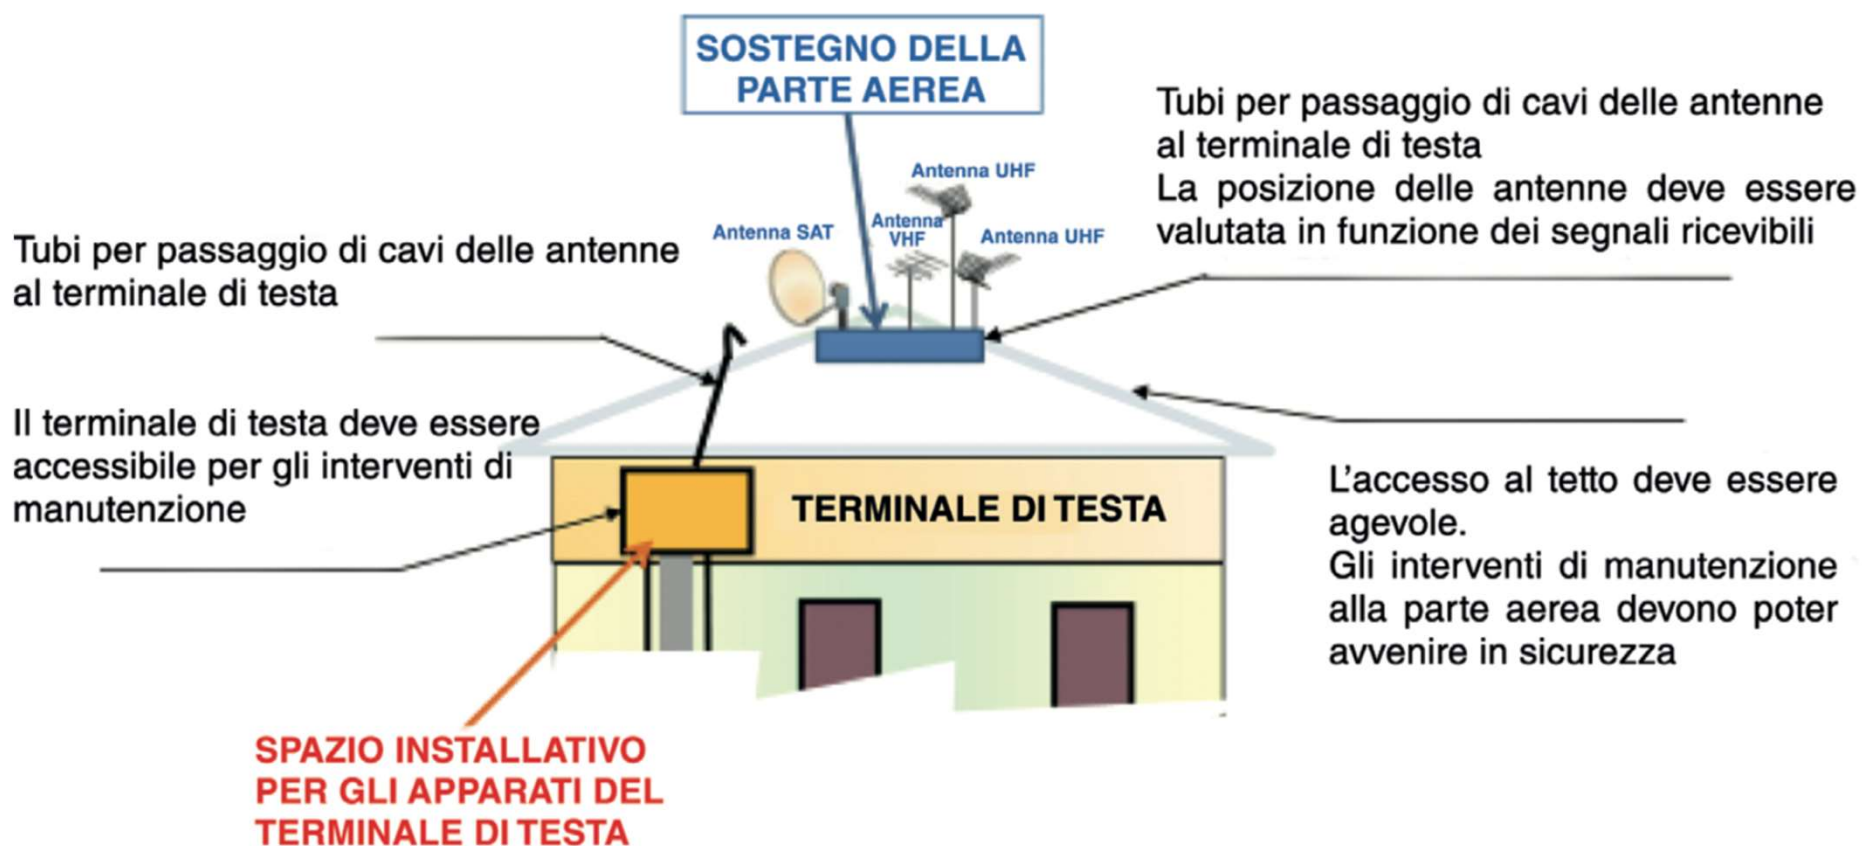 SOSTEGNO DELLA
PARTE AEREA
Tubi per passaggio di cavi delle antenne
al terminale di testa
La posizione delle antenne deve essere
valutata in funzione dei segnali ricevibili
Antenna UHF
Antenna SAT
Antenna
VHF
Antenna UHF
Tubi per passaggio di cavi delle antenne
al terminale di testa
Il terminale di testa deve essere
accessibile per gli interventi di
manutenzione
TERMINALE DI TESTA
L’accesso al tetto deve essere
agevole.
Gli interventi di manutenzione
alla parte aerea devono poter
avvenire in sicurezza
SPAZIO INSTALLATIVO
PER GLI APPARATI DEL
TERMINALE DI TESTA